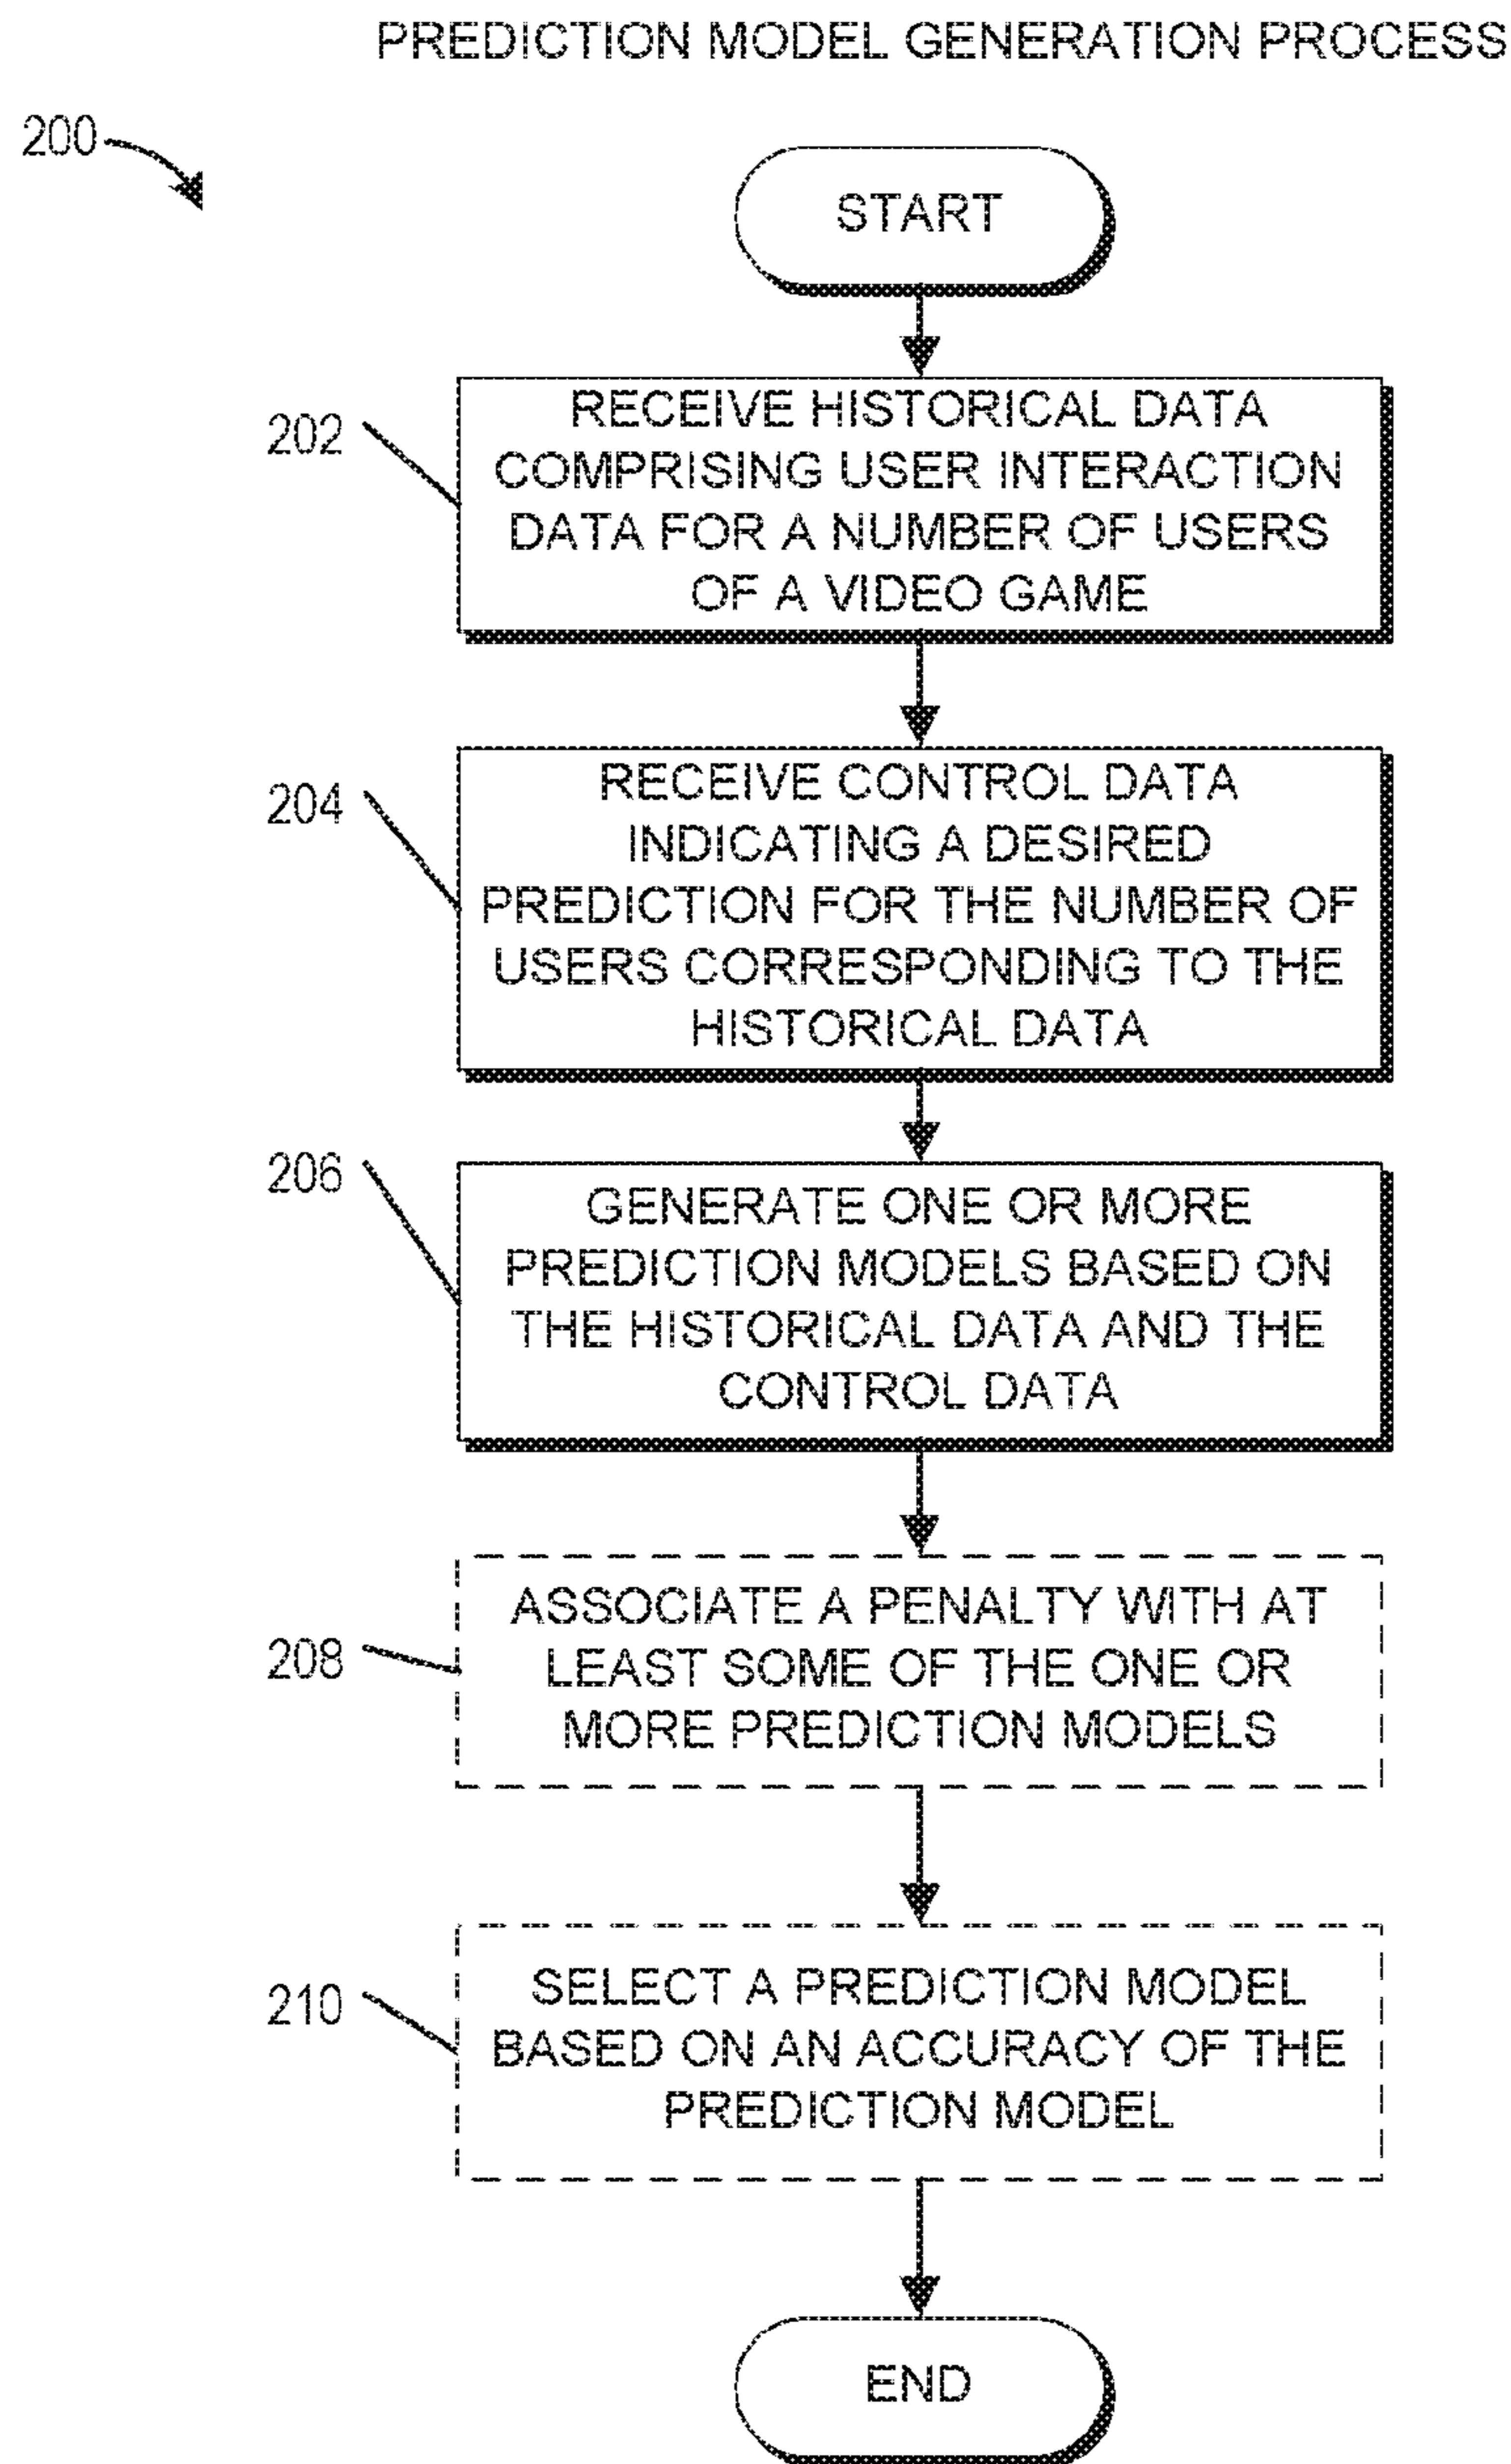 PREDICTION MODEL GENERATION PROCESS
200
START
202
RECEIVE HISTORICAL DATA
COMPRISING USER INTERACTION
DATA FOR A NUMBER OF USERS
OF A VIDEO GAME
204
RECEIVE CONTROL DATA
INDICATING A DESIRED
PREDICTION FOR THE NUMBER OF
USERS CORRESPONDING TO THE
HISTORICAL DATA
206
GENERATE ONE OR MORE
PREDICTION MODELS BASED ON
THE HISTORICAL DATA AND THE
CONTROL DATA
208
ASSOCIATE A PENALTY WITH AT
LEAST SOME OF THE ONE OR
MORE PREDICTION MODELS
210
SELECT A PREDICTION MODEL
BASED ON AN ACCURACY OF THE
PREDICTION MODEL
END